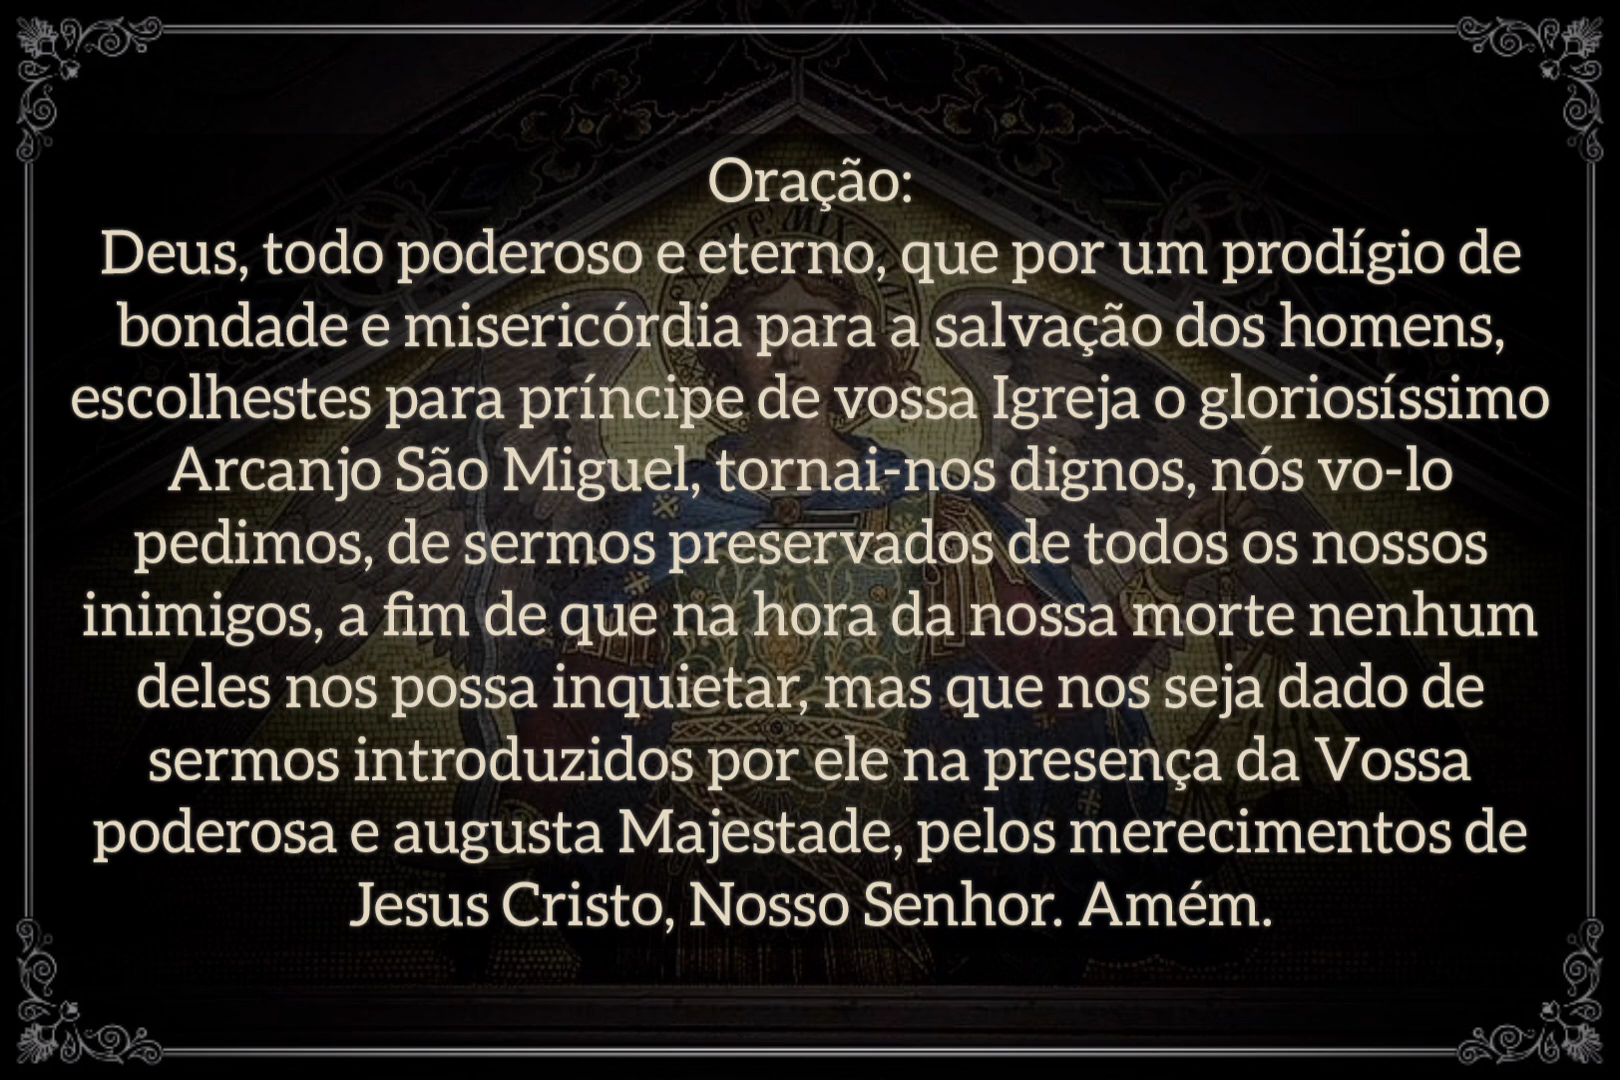 Oração:
Deus, todo poderoso e eterno, que por um prodígio de
bondade e misericórdia para a salvação dos homens,
escolhestes para príncipe de vossa Igreja o gloriosíssimo
Arcanjo São Miguel, tornai-nos dignos, nós vo-lo
pedimos, de sermos preservados de todos os nossos
inimigos, a fim de que na hora da nossa morte nenhum
deles nos possa inquietar, mas que nos seja dado de
sermos introduzidos por ele na presença da Vossa
poderosa e augusta Majestade, pelos merecimentos de
Jesus Cristo, Nosso Senhor. Amém.